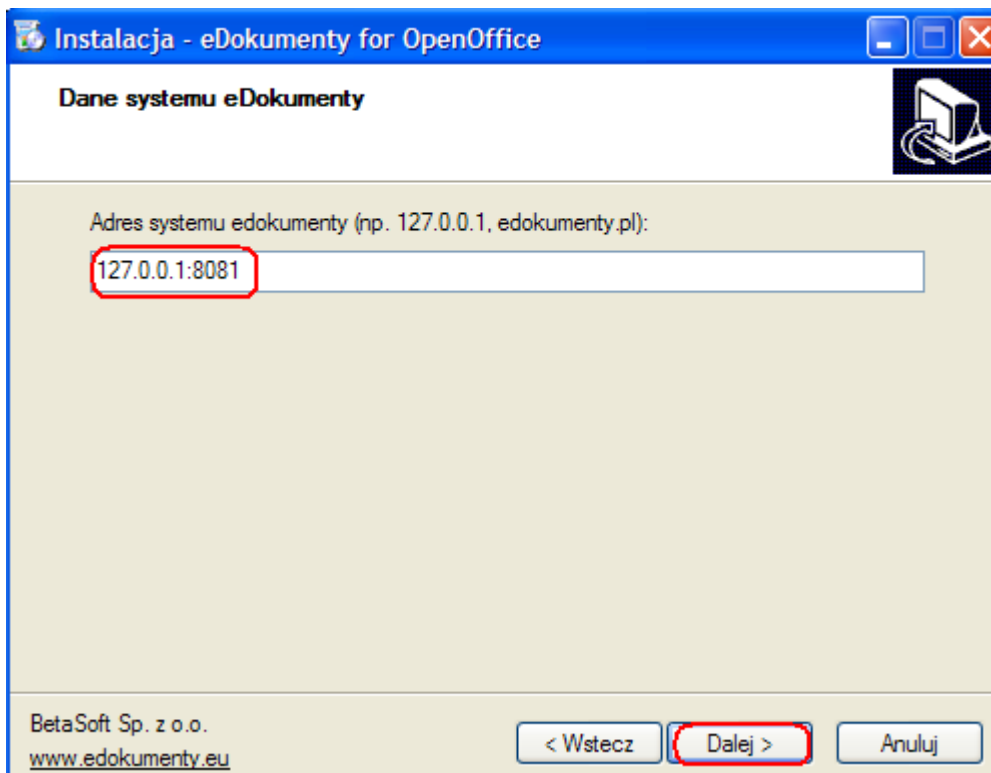 Instalacja - eDokumenty for OpenOffice
Dane systemu eDokumenty
Adres systemu edokumenty (np. 127.0.0.1, edokumenty.pl):
127.0.0.1:8081
BetaSoft Sp. z o.o.
www.edokumenty.eu
< Wstecz
Dalej >
Anuluj